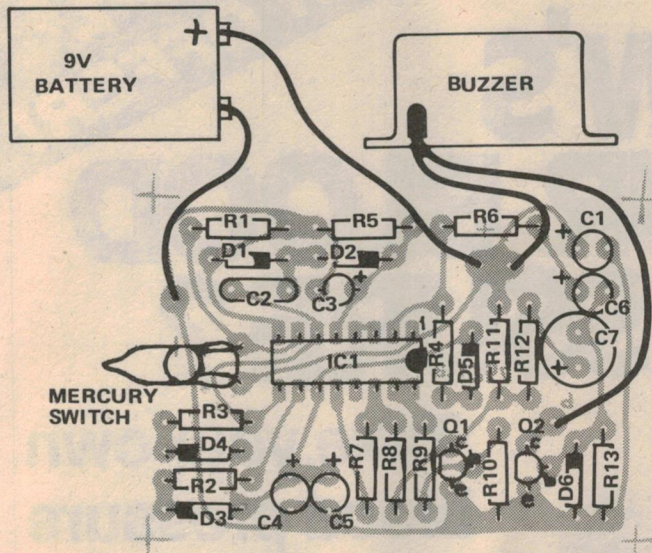 +
9V
BATTERY
BUZZER
R1
R5
R6
C1
+
D1
D2
+
C2
C3
+
C6
C7
1
IC1
R4
D5
R11
R12
+
MERCURY
SWITCH
R3
D4
R2
D3
+
+
C4
C5
R7
R8
R9
Q1
c
e
R10
Q2
c
e
D6
R13
a